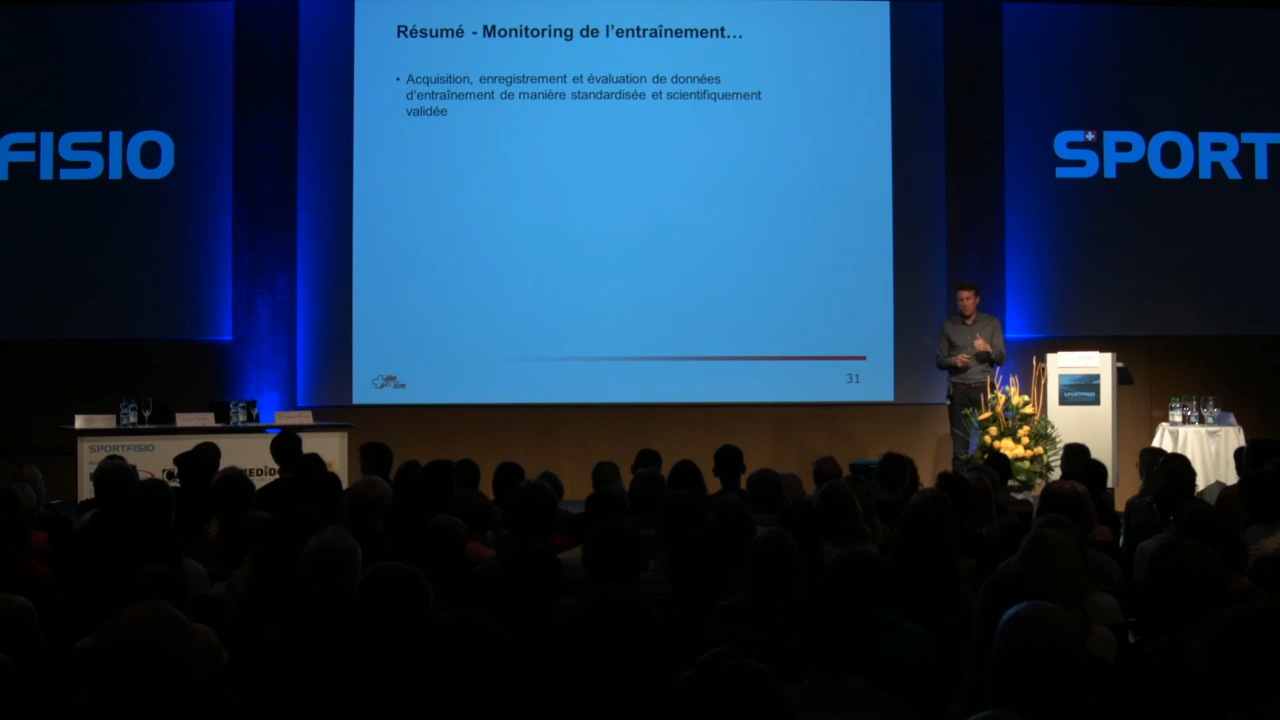 Résumé - Monitoring de l'entraînement…
• Acquisition, enregistrement et évaluation de données
d'entraînement de manière standardisée et scientifiquement
validée
31
FISIO
SPORT
SPORTFISIO
SPORTFISIO